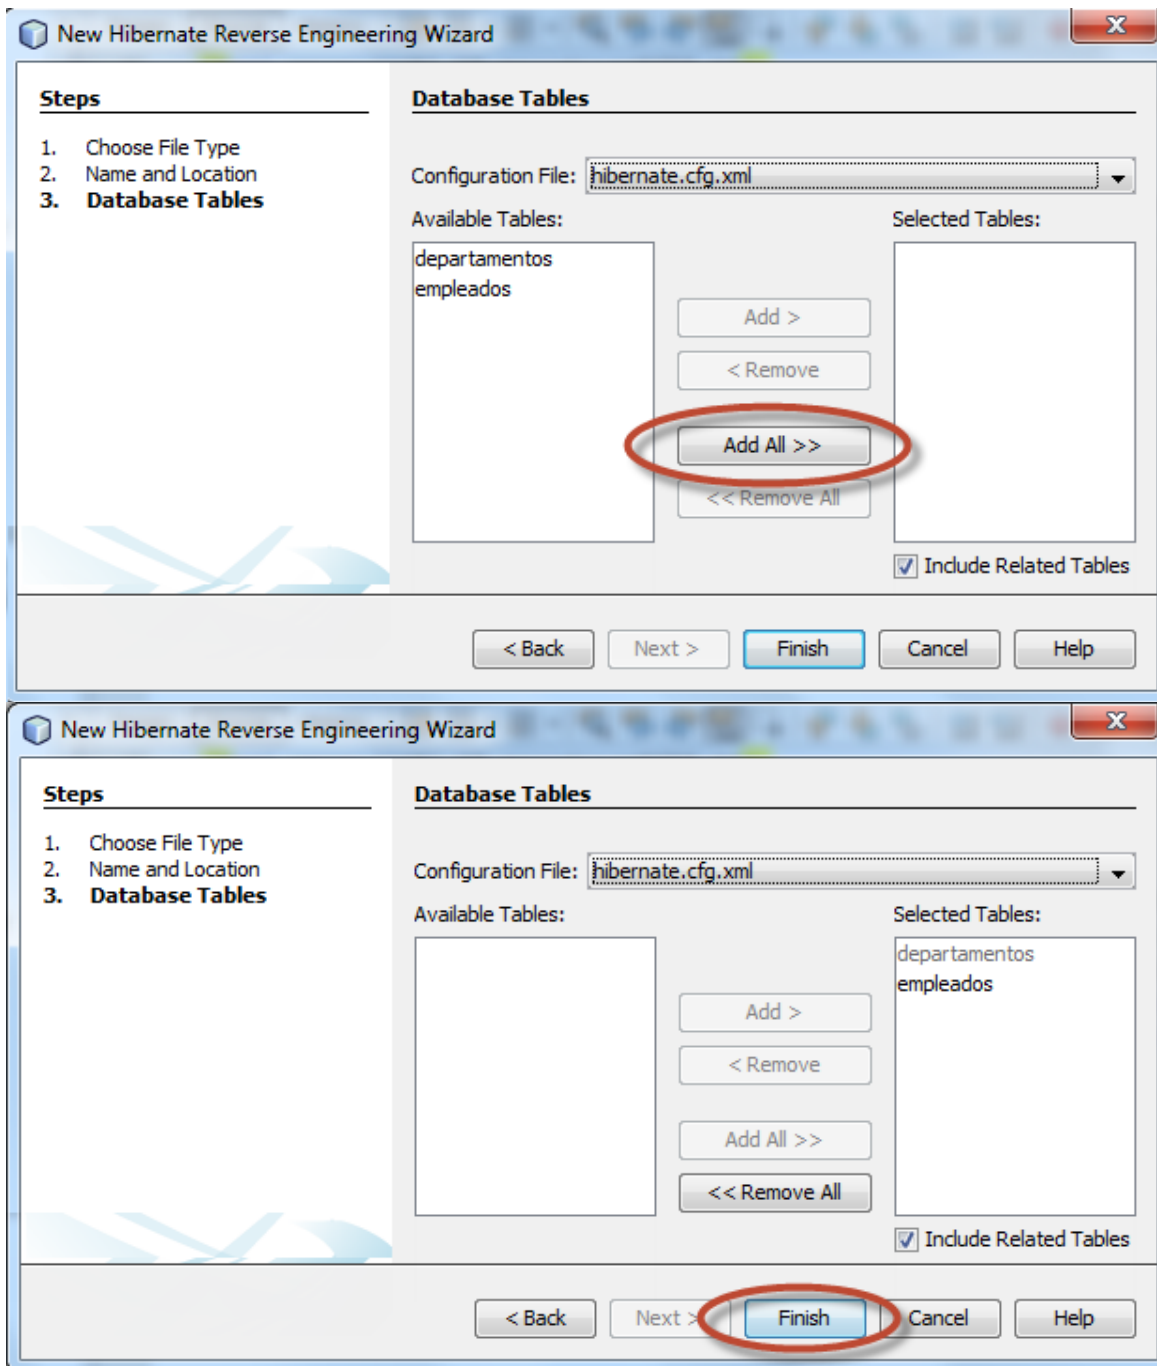 New Hibernate Reverse Engineering Wizard
Steps
1. Choose File Type
2. Name and Location
3. Database Tables
Database Tables
Configuration File: hibernate.cfg.xml
Available Tables:
departamentos
empleados
Add >
< Remove
Add All >>
<< Remove All
Selected Tables:
Include Related Tables
< Back Next > Finish Cancel Help
New Hibernate Reverse Engineering Wizard
Steps
1. Choose File Type
2. Name and Location
3. Database Tables
Database Tables
Configuration File: hibernate.cfg.xml
Available Tables:
Add >
< Remove
Add All >>
<< Remove All
Selected Tables:
departamentos
empleados
Include Related Tables
< Back Next > Finish Cancel Help